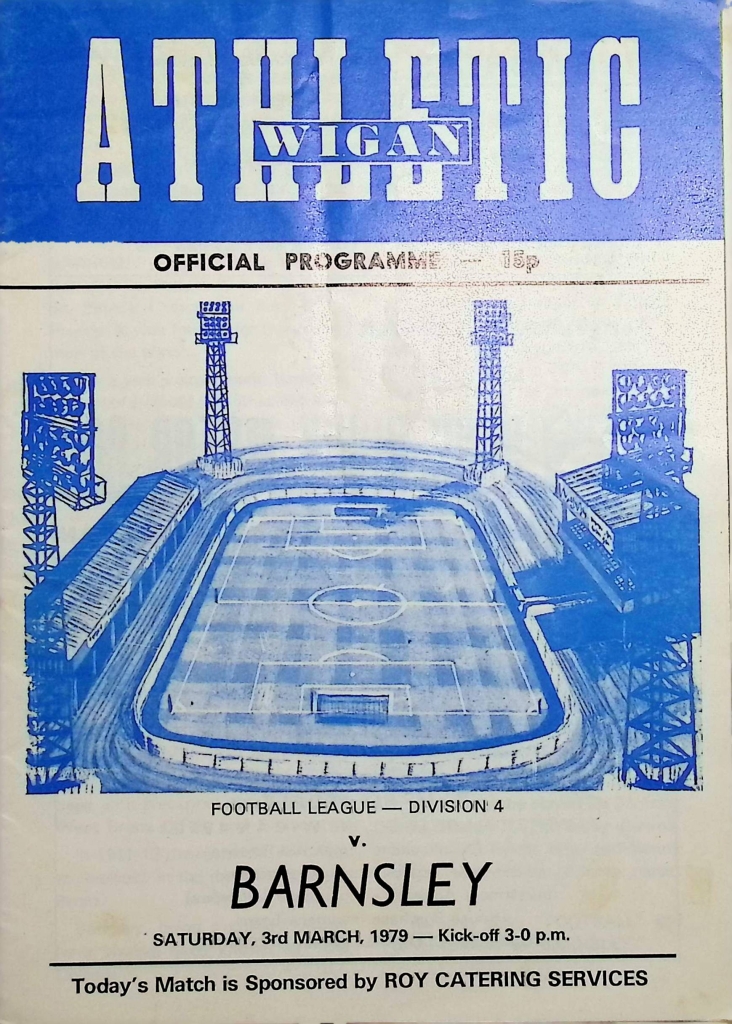 ATHLETIC
WIGAN
OFFICIAL PROGRAMME — 15p
FOOTBALL LEAGUE — DIVISION 4
v.
BARNSLEY
SATURDAY, 3rd MARCH, 1979 — Kick-off 3-0 p.m.
Today's Match is Sponsored by ROY CATERING SERVICES